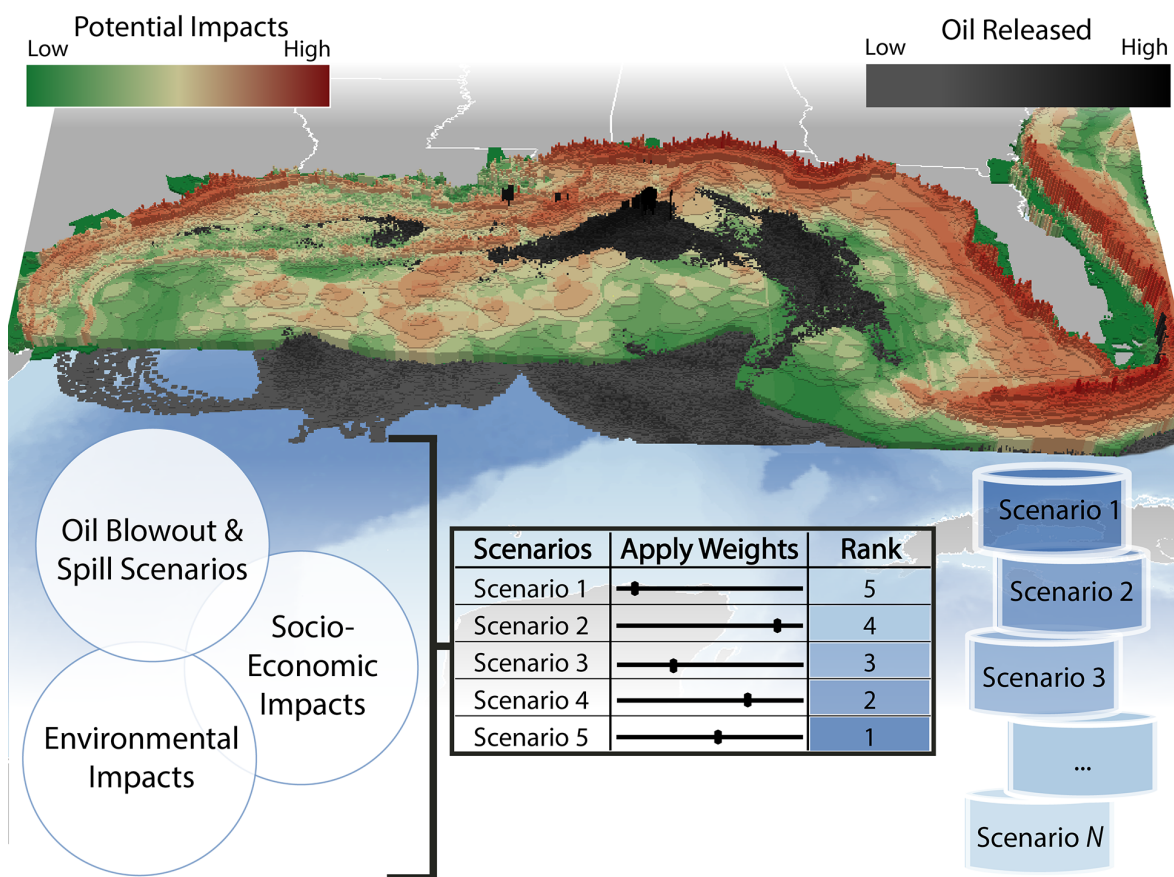 Potential Impacts
Low High
Oil Released
Low High
Oil Blowout &
Spill Scenarios
Socio-
Economic
Impacts
Environmental
Impacts
Scenarios Apply Weights Rank
Scenario 1 5
Scenario 2 4
Scenario 3 3
Scenario 4 2
Scenario 5 1
Scenario 1
Scenario 2
Scenario 3
...
Scenario N